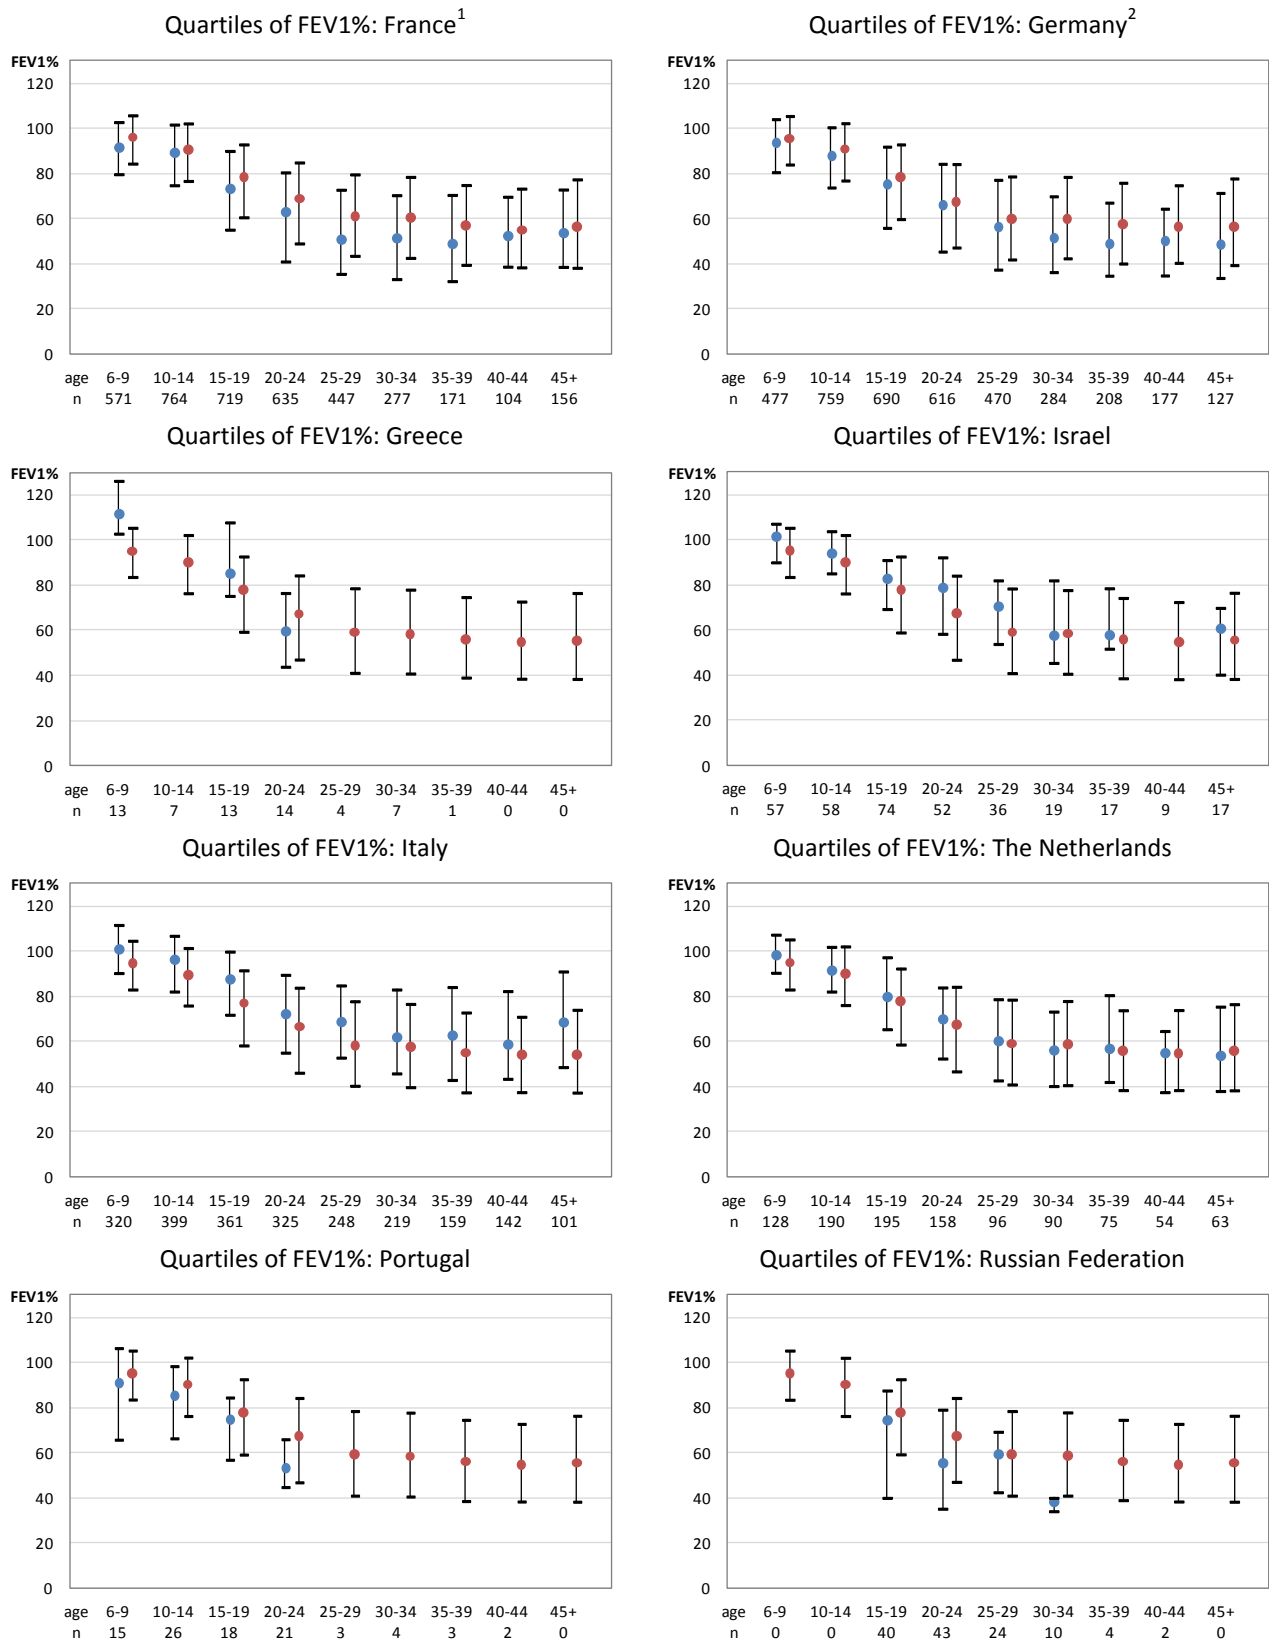 Quartiles of FEV1%: France1
FEV1%
120
100
80
60
40
20
0
age 6-9 10-14 15-19 20-24 25-29 30-34 35-39 40-44 45+
n 571 764 719 635 447 277 171 104 156
Quartiles of FEV1%: Germany2
FEV1%
120
100
80
60
40
20
0
age 6-9 10-14 15-19 20-24 25-29 30-34 35-39 40-44 45+
n 477 759 690 616 470 284 208 177 127
Quartiles of FEV1%: Greece
FEV1%
120
100
80
60
40
20
0
age 6-9 10-14 15-19 20-24 25-29 30-34 35-39 40-44 45+
n 13 7 13 14 4 7 1 0 0
Quartiles of FEV1%: Israel
FEV1%
120
100
80
60
40
20
0
age 6-9 10-14 15-19 20-24 25-29 30-34 35-39 40-44 45+
n 57 58 74 52 36 19 17 9 17
Quartiles of FEV1%: Italy
FEV1%
120
100
80
60
40
20
0
age 6-9 10-14 15-19 20-24 25-29 30-34 35-39 40-44 45+
n 320 399 361 325 248 219 159 142 101
Quartiles of FEV1%: The Netherlands
FEV1%
120
100
80
60
40
20
0
age 6-9 10-14 15-19 20-24 25-29 30-34 35-39 40-44 45+
n 128 190 195 158 96 90 75 54 63
Quartiles of FEV1%: Portugal
FEV1%
120
100
80
60
40
20
0
age 6-9 10-14 15-19 20-24 25-29 30-34 35-39 40-44 45+
n 15 26 18 21 3 4 3 2 0
Quartiles of FEV1%: Russian Federation
FEV1%
120
100
80
60
40
20
0
age 6-9 10-14 15-19 20-24 25-29 30-34 35-39 40-44 45+
n 0 0 40 43 24 10 4 2 0